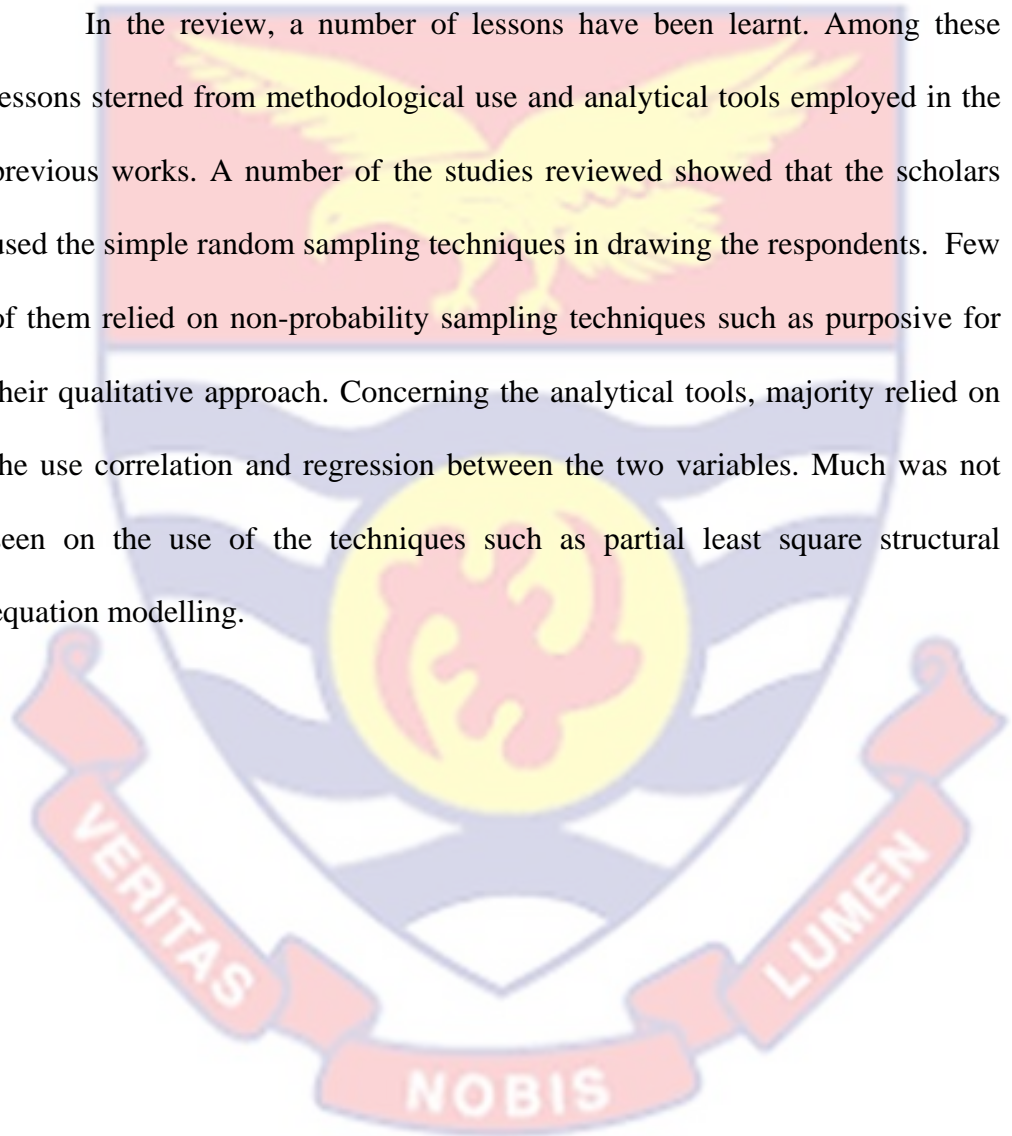 In the review, a number of lessons have been learnt. Among these
lessons sterned from methodological use and analytical tools employed in the
previous works. A number of the studies reviewed showed that the scholars
used the simple random sampling techniques in drawing the respondents. Few
of them relied on non-probability sampling techniques such as purposive for
their qualitative approach. Concerning the analytical tools, majority relied on
the use correlation and regression between the two variables. Much was not
seen on the use of the techniques such as partial least square structural
equation modelling.
VERITAS
NOBIS
LUMEN